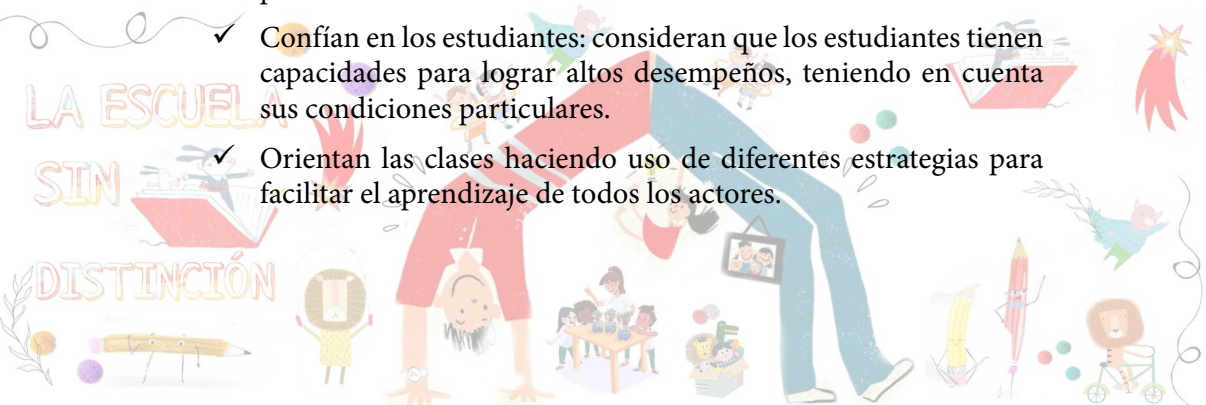 ✓ Confían en los estudiantes: consideran que los estudiantes tienen
capacidades para lograr altos desempeños, teniendo en cuenta
sus condiciones particulares.
✓ Orientan las clases haciendo uso de diferentes estrategias para
facilitar el aprendizaje de todos los actores.
LA ESCUELA
SIN
DISTINCIÓN